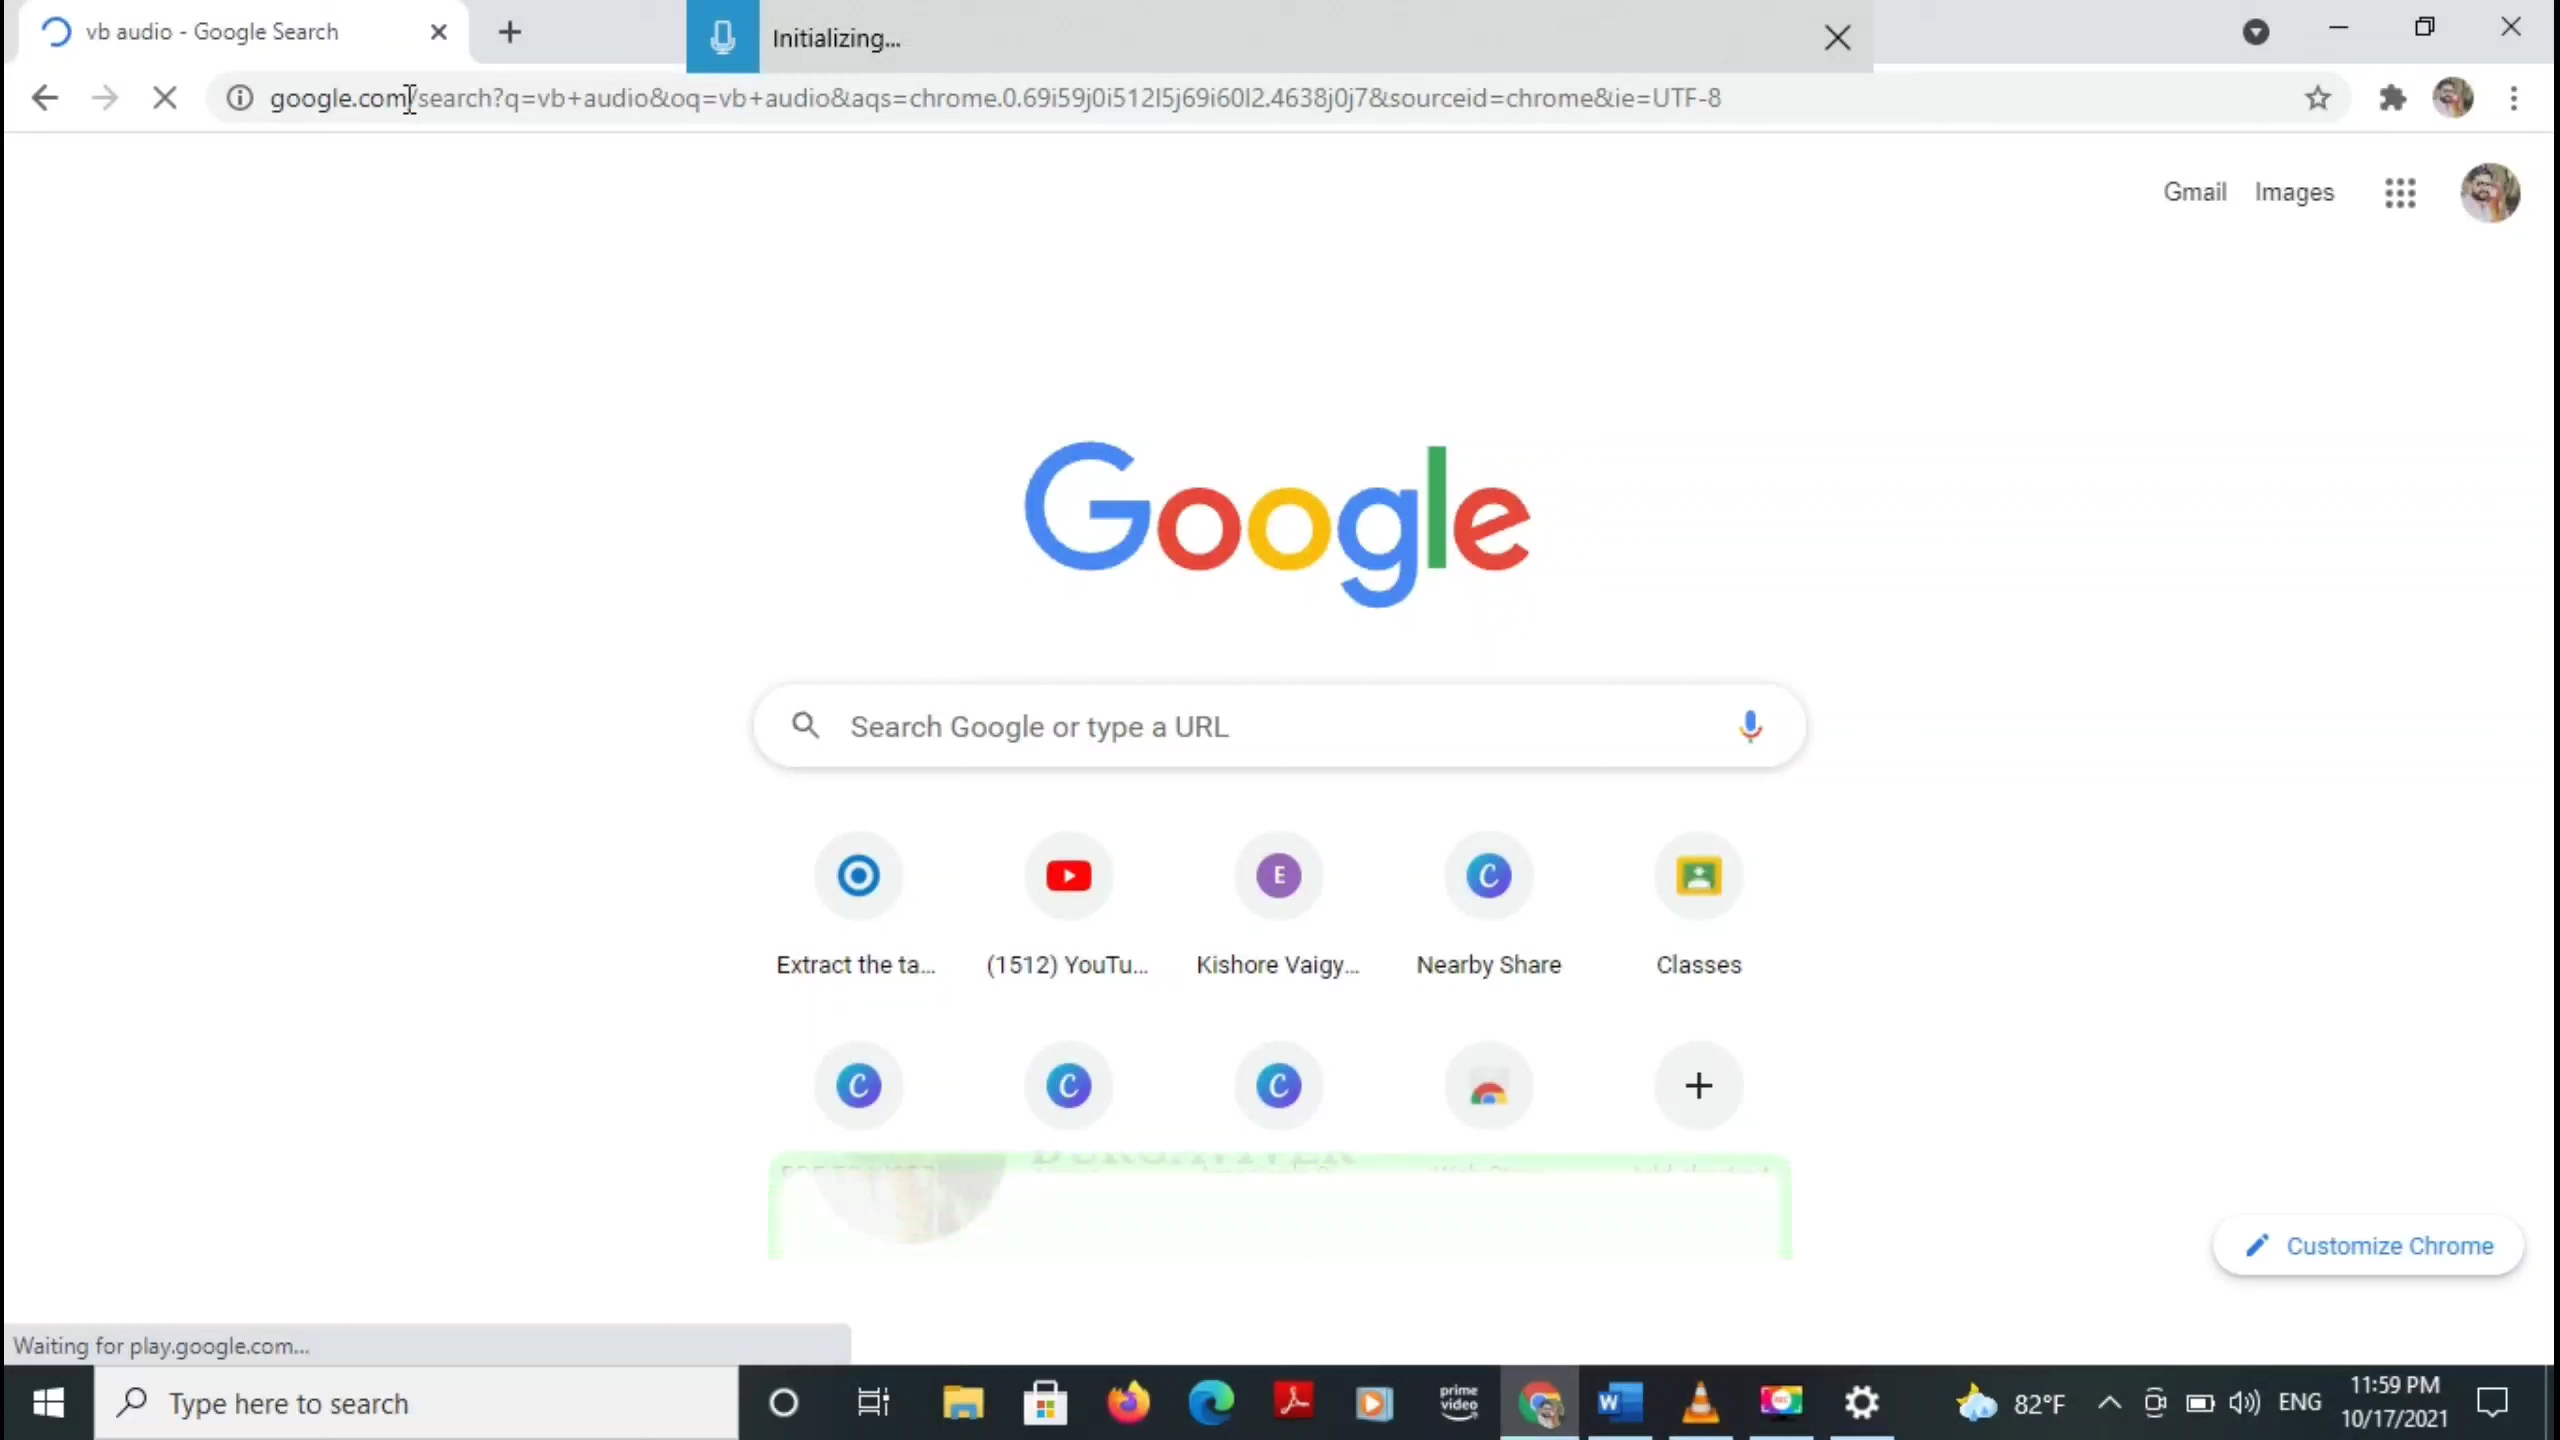 vb audio - Google Search
Initializing...
google.com/search?q=vb+audio&oq=vb+audio&aqs=chrome.0.69i59j0i512l5j69i60l2.4638j0j7&sourceid=chrome&ie=UTF-8
Gmail Images
Google
Search Google or type a URL
E
Extract the ta... (1512) YouTu... Kishore Vaigy... Nearby Share Classes
Customize Chrome
Waiting for play.google.com...
Type here to search
prime video
82°F
ENG
11:59 PM
10/17/2021